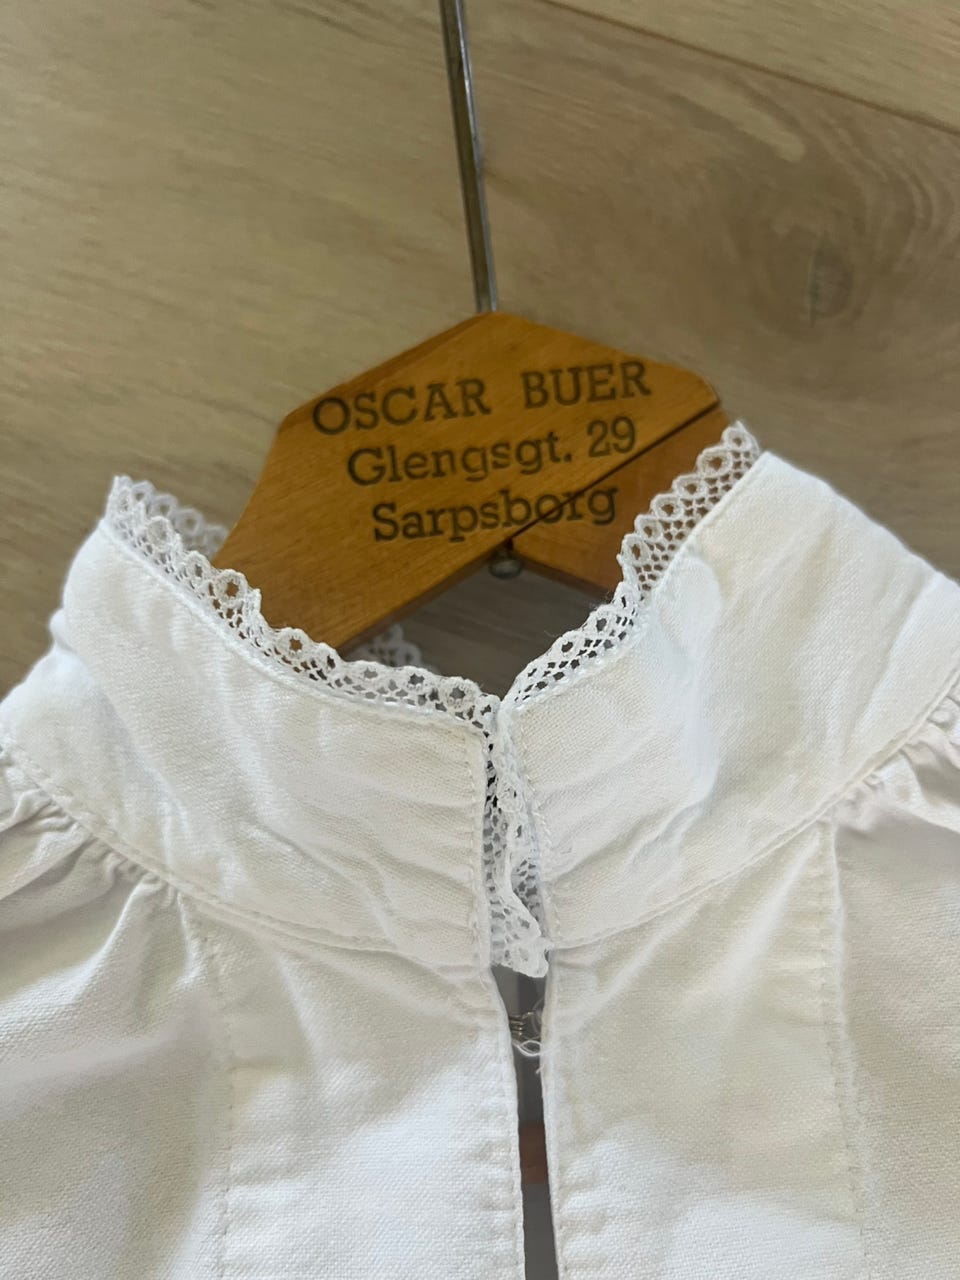 OSCAR BUER
Glengsgt. 29
Sarpsborg